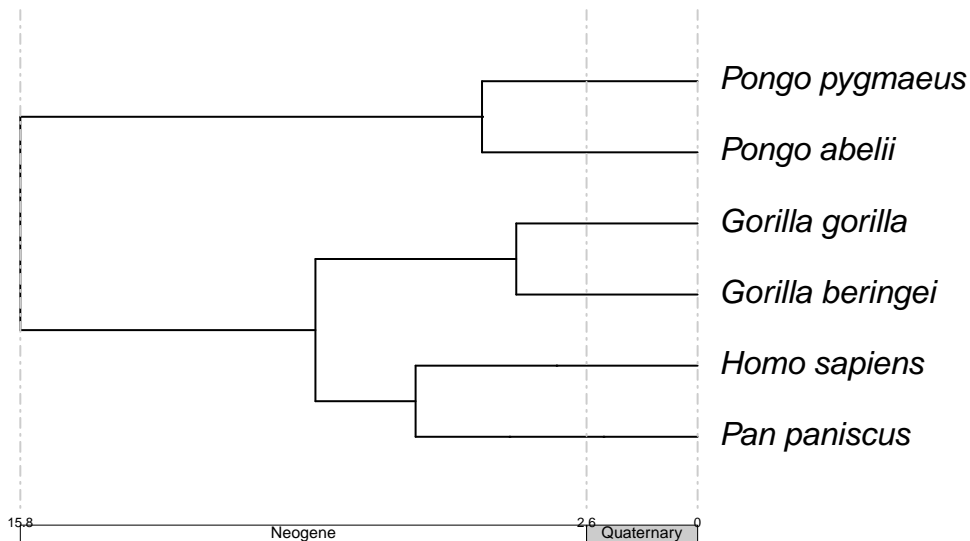 Pongo pygmaeus
Pongo abelii
Gorilla gorilla
Gorilla beringei
Homo sapiens
Pan paniscus
15.8 2.6 0
Neogene Quaternary